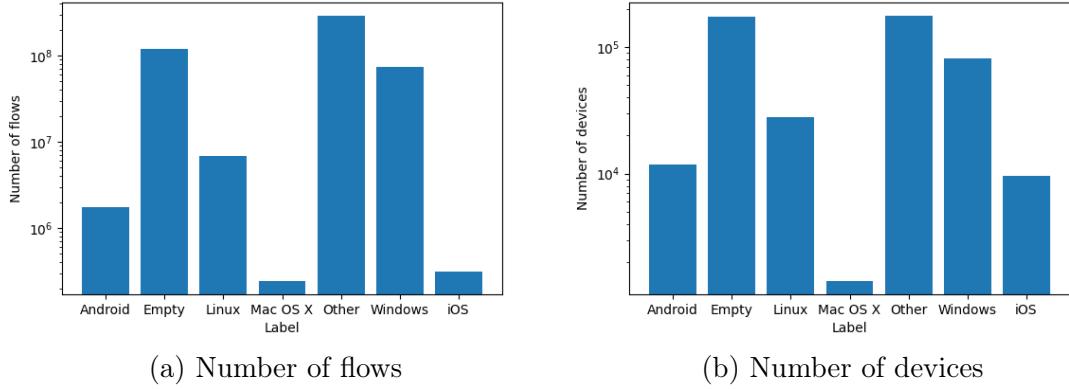 Number of flows
10^8
10^7
10^6
Android Empty Linux Mac OS X Other Windows iOS
Label
(a) Number of flows
Number of devices
10^5
10^4
Android Empty Linux Mac OS X Other Windows iOS
Label
(b) Number of devices